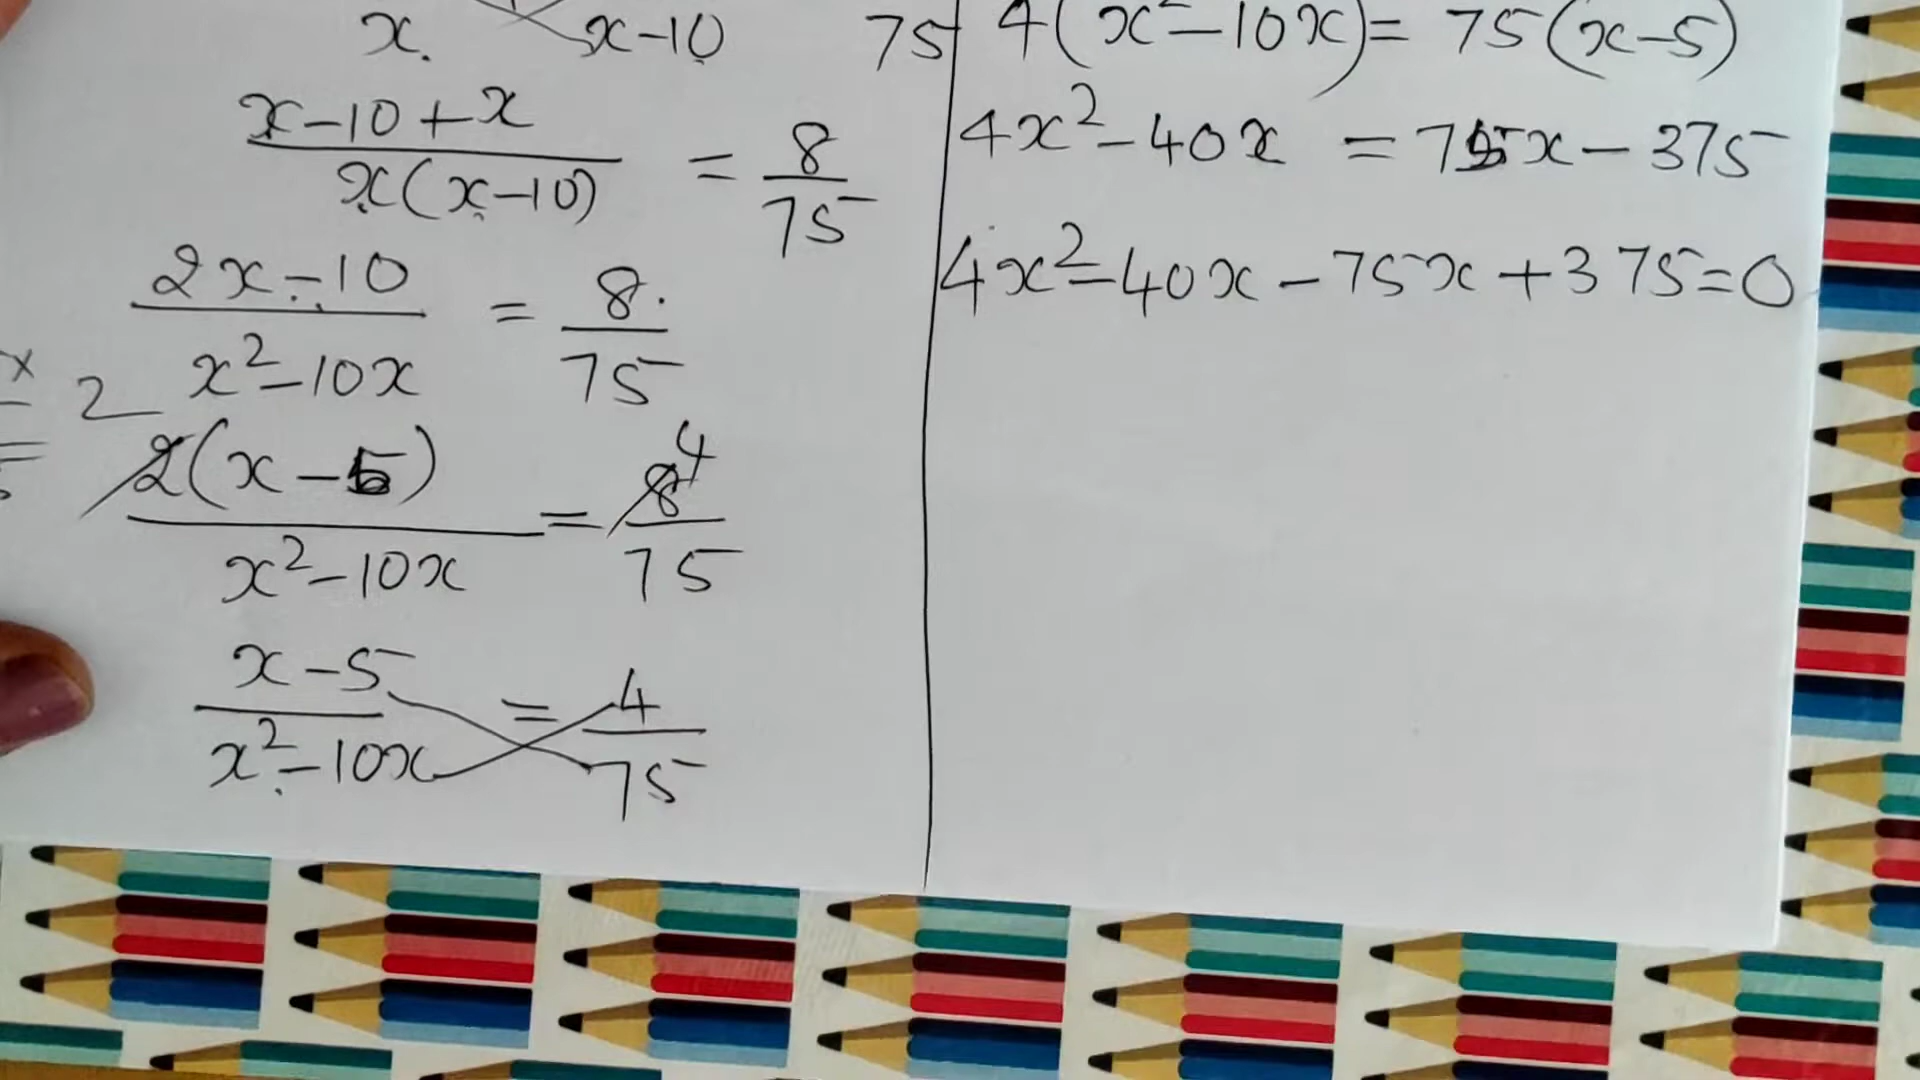 x. x-10 75
x-10+x / x(x-10) = 8/75
2x-10 / x²-10x = 8/75
2
2(x-5) / x²-10x = 8 4/75
x-5 / x²-10x = 4/75
4(x²-10x)= 75(x-5)
4x²-40x = 75x-375
4x²-40x-75x+375=0